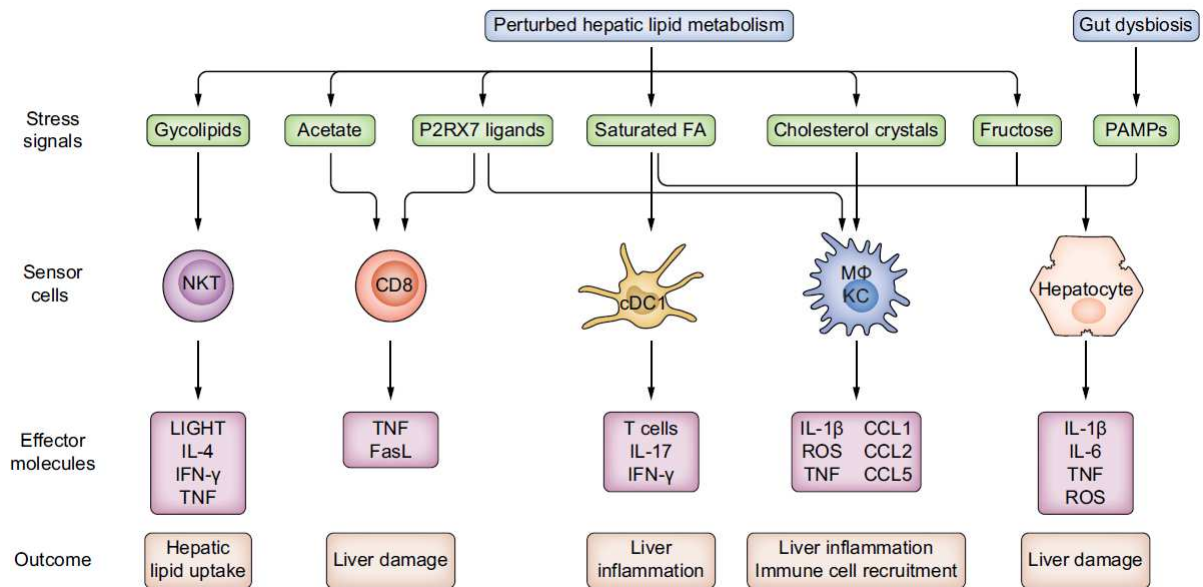 Perturbed hepatic lipid metabolism
Gut dysbiosis
Stress
signals
Gycolipids
Acetate
P2RX7 ligands
Saturated FA
Cholesterol crystals
Fructose
PAMPs
Sensor
cells
NKT
CD8
cDC1
MΦ
KC
Hepatocyte
Effector
molecules
LIGHT
IL-4
IFN-γ
TNF
TNF
FasL
T cells
IL-17
IFN-γ
IL-1β CCL1
ROS CCL2
TNF CCL5
IL-1β
IL-6
TNF
ROS
Outcome
Hepatic
lipid uptake
Liver damage
Liver
inflammation
Liver inflammation
Immune cell recruitment
Liver damage